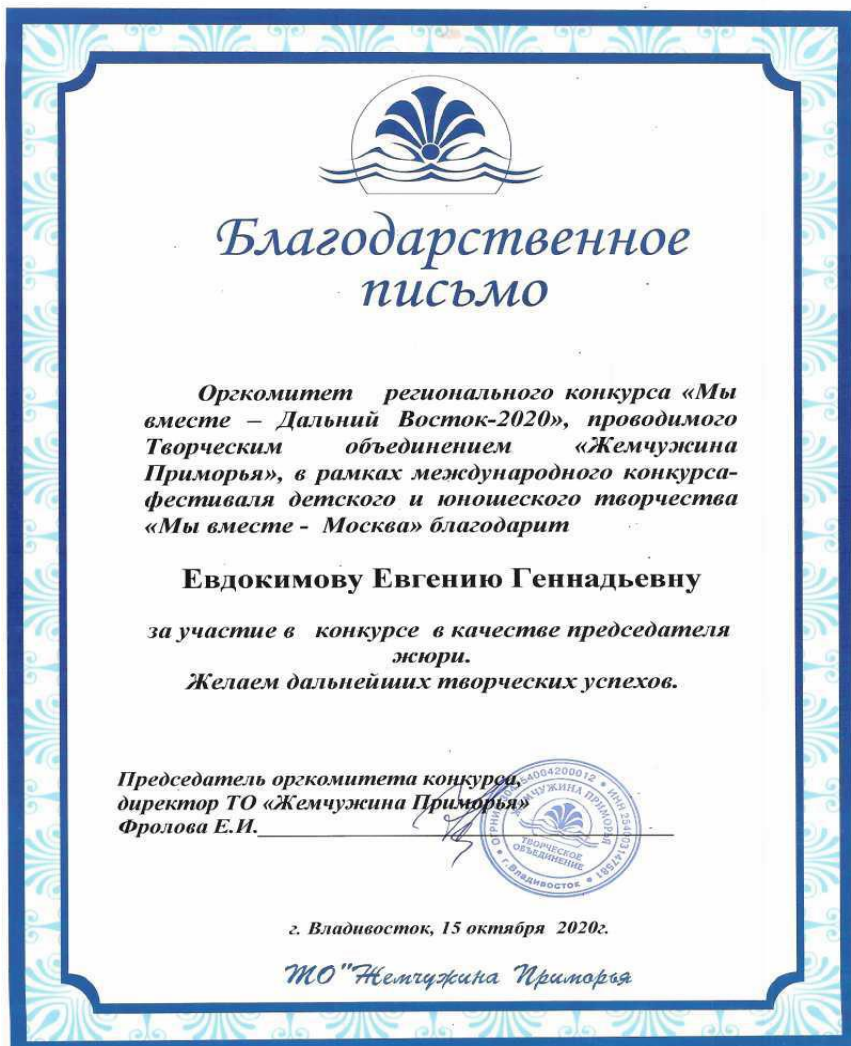 Благодарственное
письмо
Оргкомитет регионального конкурса «Мы
вместе – Дальний Восток-2020», проводимого
Творческим объединением «Жемчужина
Приморья», в рамках международного конкурса-
фестиваля детского и юношеского творчества
«Мы вместе - Москва» благодарит
Евдокимову Евгению Геннадьевну
за участие в конкурсе в качестве председателя
жюри.
Желаем дальнейших творческих успехов.
Председатель оргкомитета конкурса,
директор ТО «Жемчужина Приморья»
Фролова Е.И.
ЖЕМЧУЖИНА ПРИМОРЬЯ
ТВОРЧЕСКОЕ
ОБЪЕДИНЕНИЕ
г.Владивосток
г. Владивосток, 15 октября 2020г.
ТО "Жемчужина Приморья